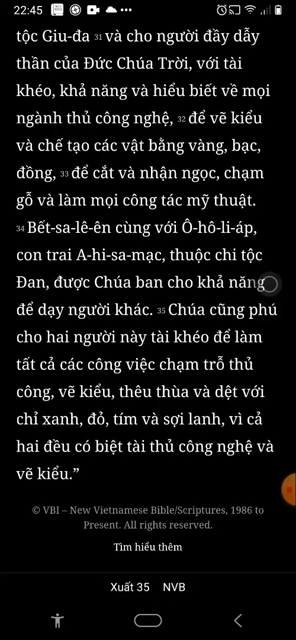 22:45
tộc Giu-đa 31 và cho người đầy dẫy
thần của Đức Chúa Trời, với tài
khéo, khả năng và hiểu biết về mọi
ngành thủ công nghệ, 32 để vẽ kiểu
và chế tạo các vật bằng vàng, bạc,
đồng, 33 để cắt và nhận ngọc, chạm
gỗ và làm mọi công tác mỹ thuật.
34 Bết-sa-lê-ên cùng với Ô-hô-li-áp,
con trai A-hi-sa-mạc, thuộc chi tộc
Đan, được Chúa ban cho khả năng
để dạy người khác. 35 Chúa cũng phú
cho hai người này tài khéo để làm
tất cả các công việc chạm trỗ thủ
công, vẽ kiểu, thêu thùa và dệt với
chỉ xanh, đỏ, tím và sợi lanh, vì cả
hai đều có biệt tài thủ công nghệ và
vẽ kiểu.”
© VBI – New Vietnamese Bible/Scriptures, 1986 to
Present. All rights reserved.
Tìm hiểu thêm
Xuất 35 NVB